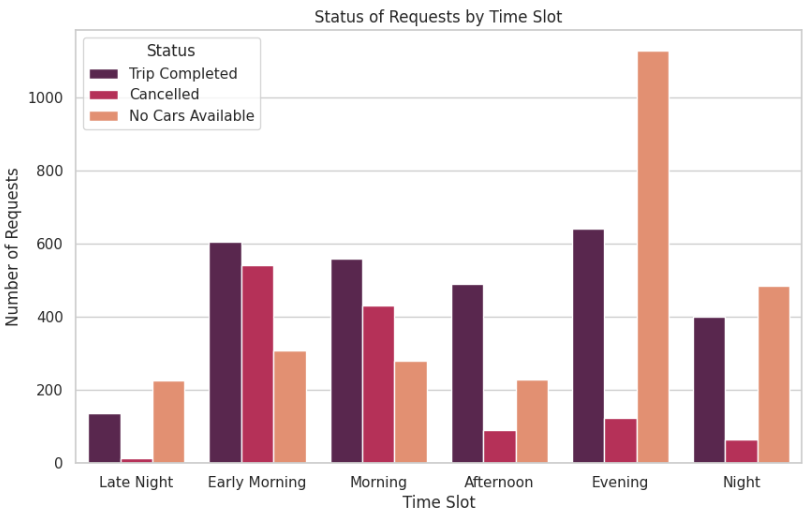 Status of Requests by Time Slot
Status
Trip Completed
Cancelled
No Cars Available
Number of Requests
1000
800
600
400
200
0
Late Night Early Morning Morning Afternoon Evening Night
Time Slot